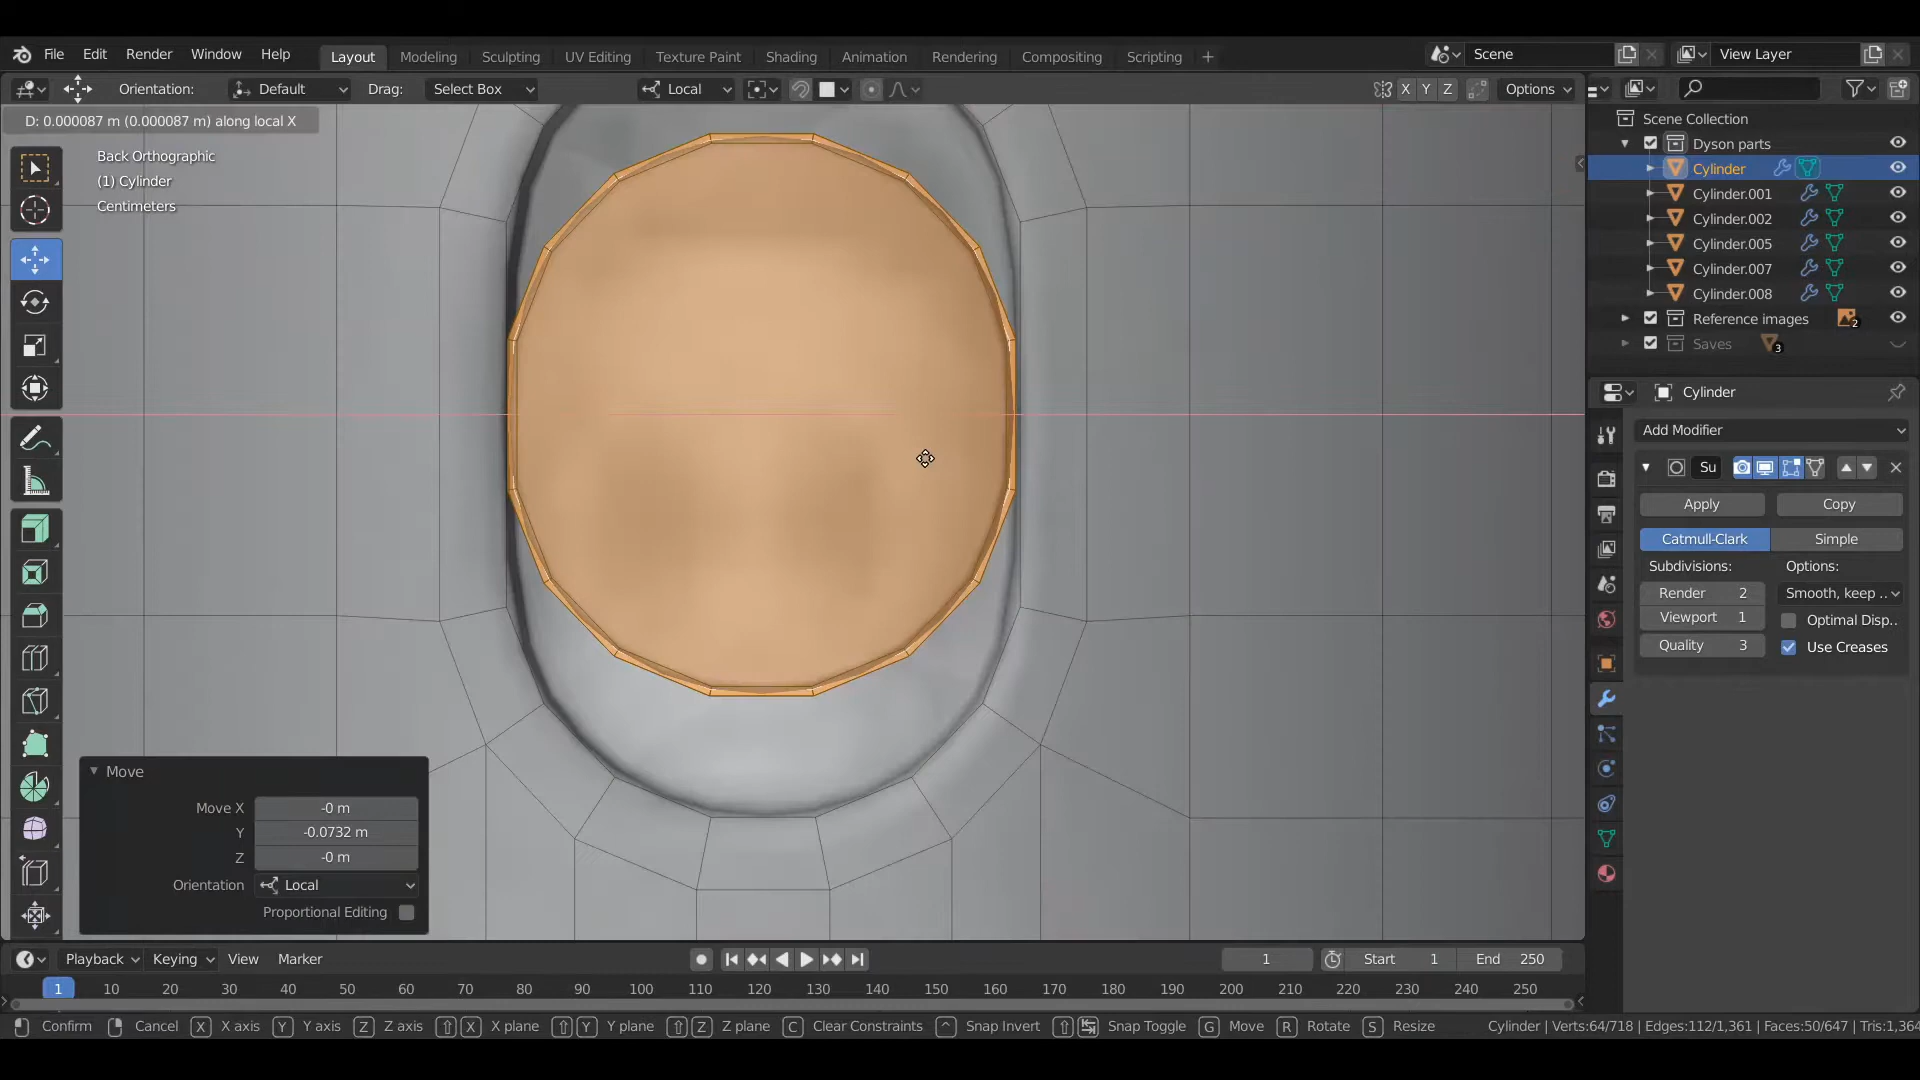 File Edit Render Window Help Layout Modeling Sculpting UV Editing Texture Paint Shading Animation Rendering Compositing Scripting + Scene View Layer
Orientation: Default Drag: Select Box Local X Y Z Options
D: 0.000087 m (0.000087 m) along local X
Back Orthographic
(1) Cylinder
Centimeters
Scene Collection
Dyson parts
Cylinder
Cylinder.001
Cylinder.002
Cylinder.005
Cylinder.007
Cylinder.008
Reference images 2
Saves 3
Cylinder
Add Modifier
Su
Apply Copy
Catmull-Clark Simple
Subdivisions: Options:
Render 2 Smooth, keep ..
Viewport 1 Optimal Disp..
Quality 3 Use Creases
Move
Move X -0 m
Y -0.0732 m
Z -0 m
Orientation Local
Proportional Editing
Playback Keying View Marker 1 Start 1 End 250
1 10 20 30 40 50 60 70 80 90 100 110 120 130 140 150 160 170 180 190 200 210 220 230 240 250
Confirm Cancel X X axis Y Y axis Z Z axis X X plane Y Y plane Z Z plane C Clear Constraints ^ Snap Invert Snap Toggle G Move R Rotate S Resize Cylinder | Verts:64/718 | Edges:112/1,361 | Faces:50/647 | Tris:1,364